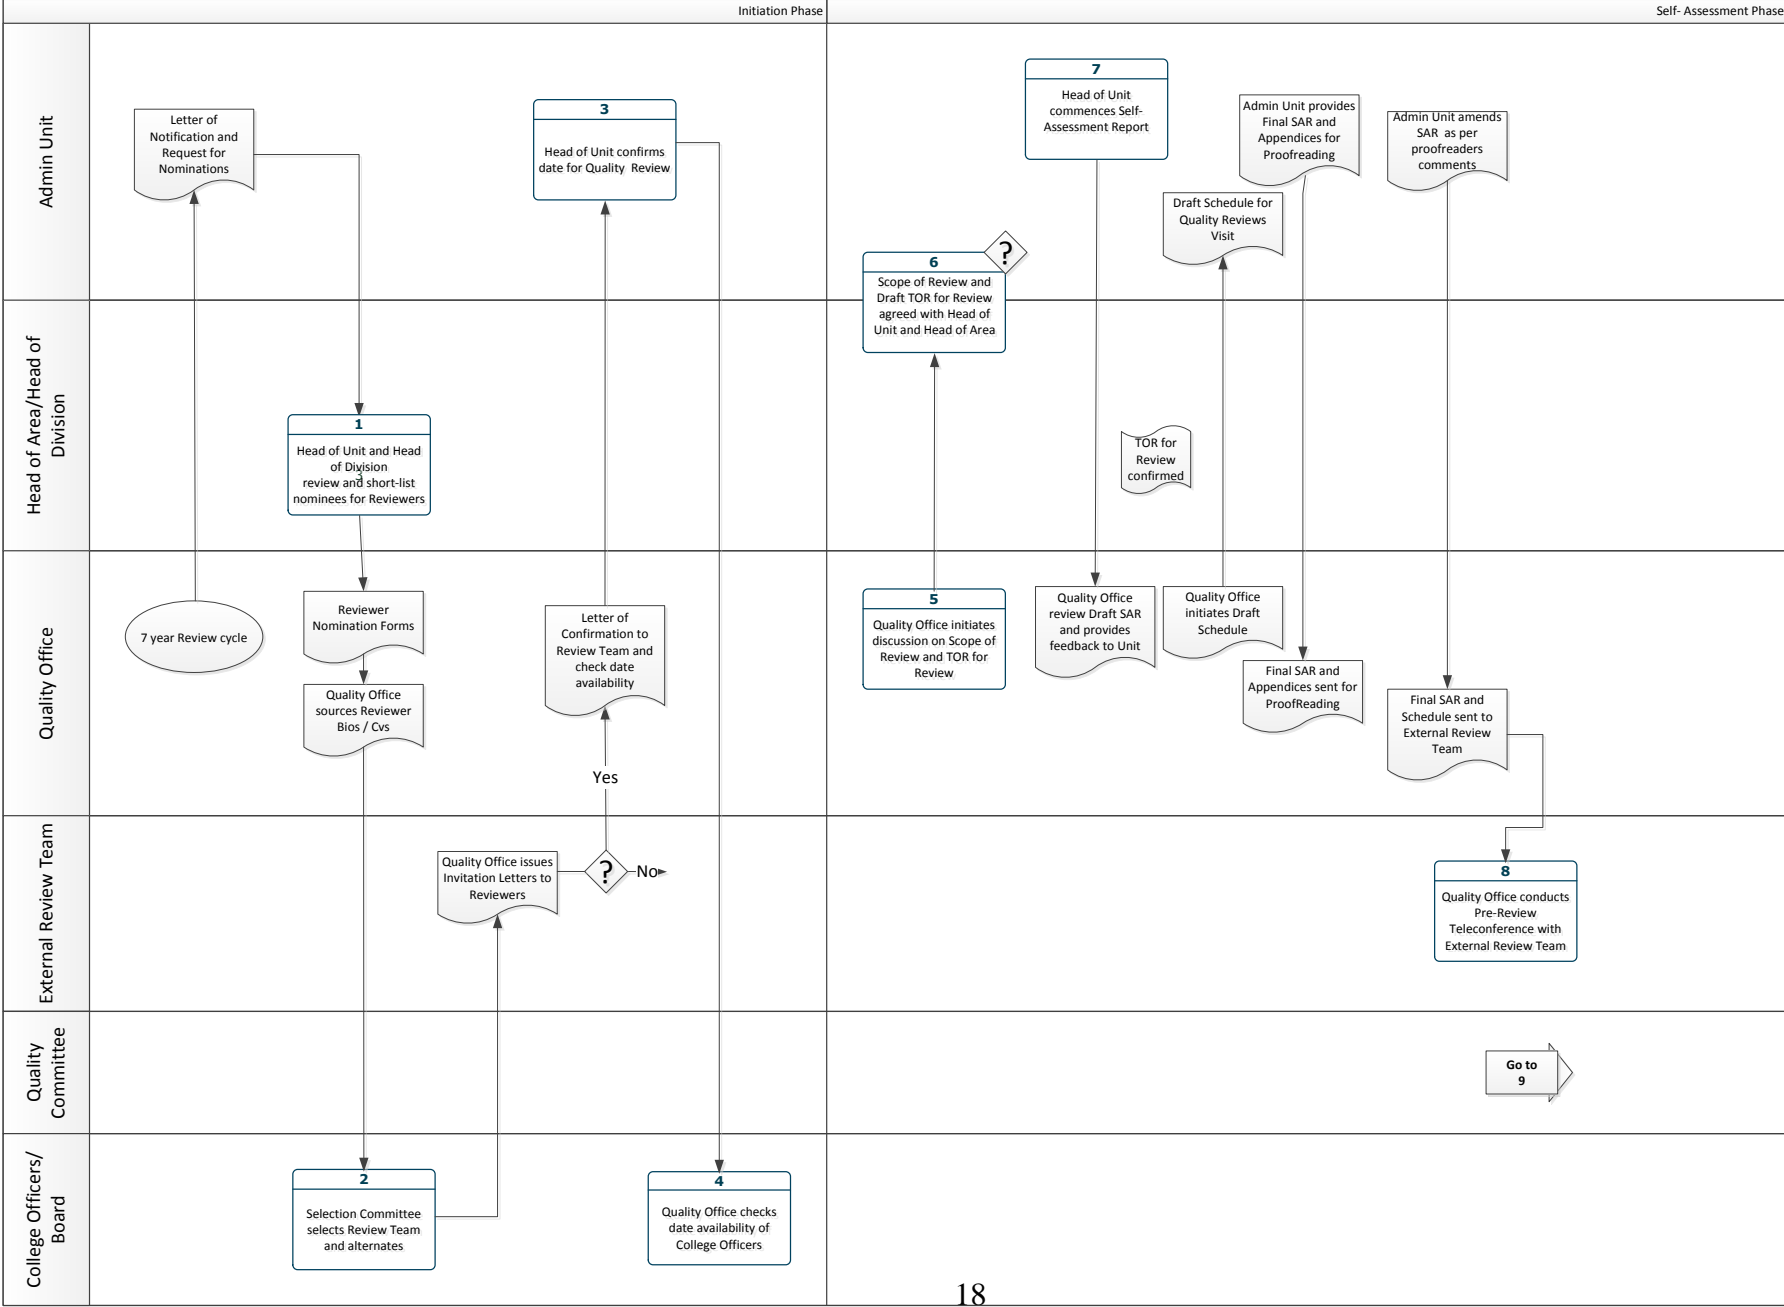 Initiation Phase
Self- Assessment Phase
Admin Unit
Letter of
Notification and
Request for
Nominations
3
Head of Unit confirms
date for Quality  Review
7
Head of Unit
commences Self-
Assessment Report
Admin Unit provides
Final SAR and
Appendices for
Proofreading
Admin Unit amends
SAR  as per
proofreaders
comments
Draft Schedule for
Quality Reviews
Visit
?
6
Scope of Review and
Draft TOR for Review
agreed with Head of
Unit and Head of Area
Head of Area/Head of
Division
1
Head of Unit and Head
of Division
3
review and short-list
nominees for Reviewers
TOR for
Review
confirmed
Quality Office
7 year Review cycle
Reviewer
Nomination Forms
Quality Office
sources Reviewer
Bios / Cvs
Letter of
Confirmation to
Review Team and
check date
availability
Yes
5
Quality Office initiates
discussion on Scope of
Review and TOR for
Review
Quality Office
review Draft SAR
and provides
feedback to Unit
Quality Office
initiates Draft
Schedule
Final SAR and
Appendices sent for
ProofReading
Final SAR and
Schedule sent to
External Review
Team
External Review Team
Quality Office issues
Invitation Letters to
Reviewers
?
No
8
Quality Office conducts
Pre-Review
Teleconference with
External Review Team
Quality
Committee
Go to
9
College Officers/
Board
2
Selection Committee
selects Review Team
and alternates
4
Quality Office checks
date availability of
College Officers
18